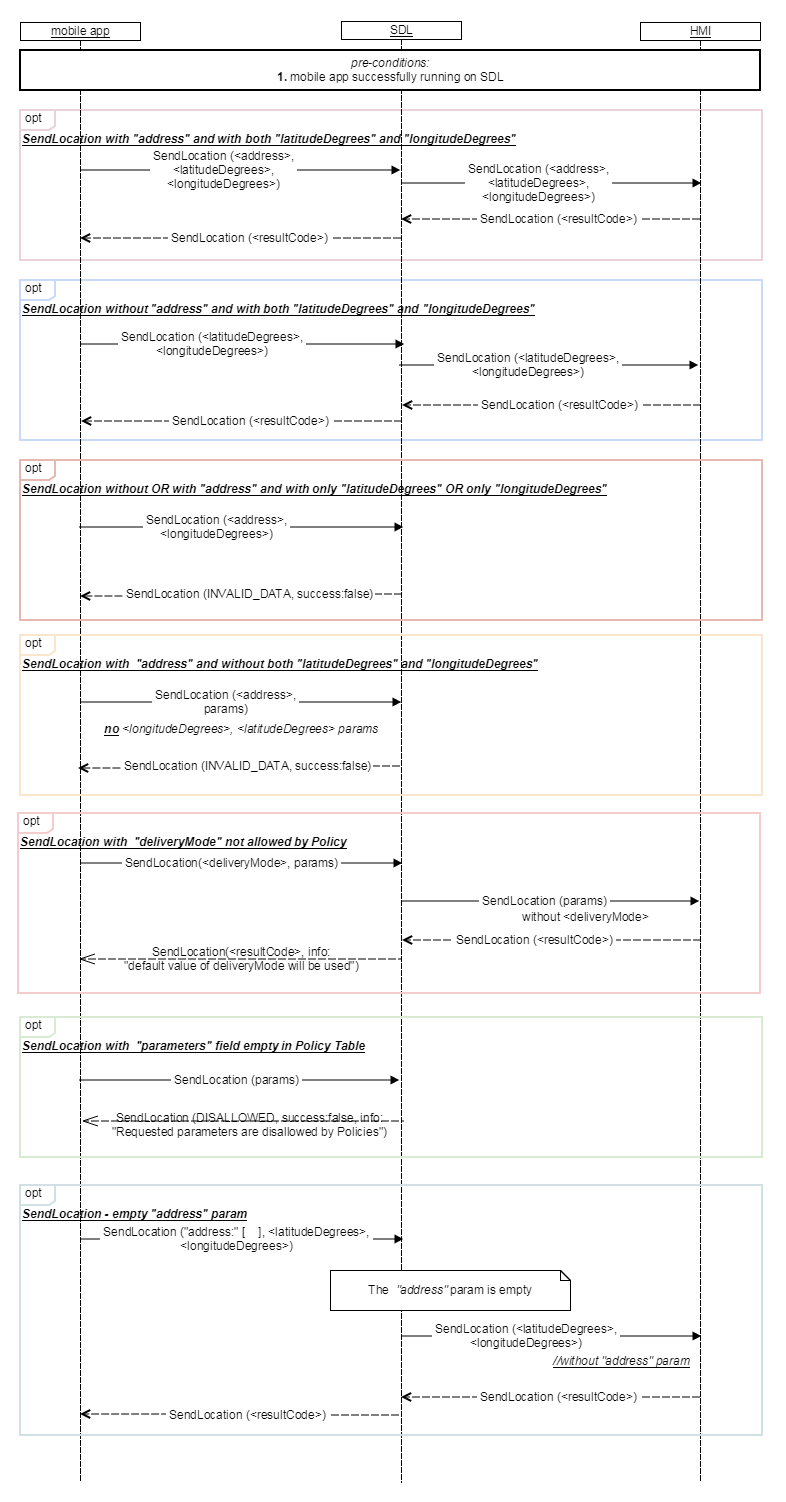 mobile app
SDL
HMI
pre-conditions:
1. mobile app successfully running on SDL
opt
SendLocation with "address" and with both "latitudeDegrees" and "longitudeDegrees"
SendLocation (<address>,
<latitudeDegrees>,
<longitudeDegrees>)
SendLocation (<address>,
<latitudeDegrees>,
<longitudeDegrees>)
SendLocation (<resultCode>)
SendLocation (<resultCode>)
opt
SendLocation without "address" and with both "latitudeDegrees" and "longitudeDegrees"
SendLocation (<latitudeDegrees>,
<longitudeDegrees>)
SendLocation (<latitudeDegrees>,
<longitudeDegrees>)
SendLocation (<resultCode>)
SendLocation (<resultCode>)
opt
SendLocation without OR with "address" and with only "latitudeDegrees" OR only "longitudeDegrees"
SendLocation (<address>,
<longitudeDegrees>)
SendLocation (INVALID_DATA, success:false)
opt
SendLocation with "address" and without both "latitudeDegrees" and "longitudeDegrees"
SendLocation (<address>,
params)
no <longitudeDegrees>, <latitudeDegrees> params
SendLocation (INVALID_DATA, success:false)
opt
SendLocation with "deliveryMode" not allowed by Policy
SendLocation(<deliveryMode>, params)
SendLocation (params)
without <deliveryMode>
SendLocation (<resultCode>)
SendLocation(<resultCode>, info:
"default value of deliveryMode will be used")
opt
SendLocation with "parameters" field empty in Policy Table
SendLocation (params)
SendLocation (DISALLOWED, success:false, info:
"Requested parameters are disallowed by Policies")
opt
SendLocation - empty "address" param
SendLocation ("address:" [ ], <latitudeDegrees>,
<longitudeDegrees>)
The "address" param is empty
SendLocation (<latitudeDegrees>,
<longitudeDegrees>)
//without "address" param
SendLocation (<resultCode>)
SendLocation (<resultCode>)